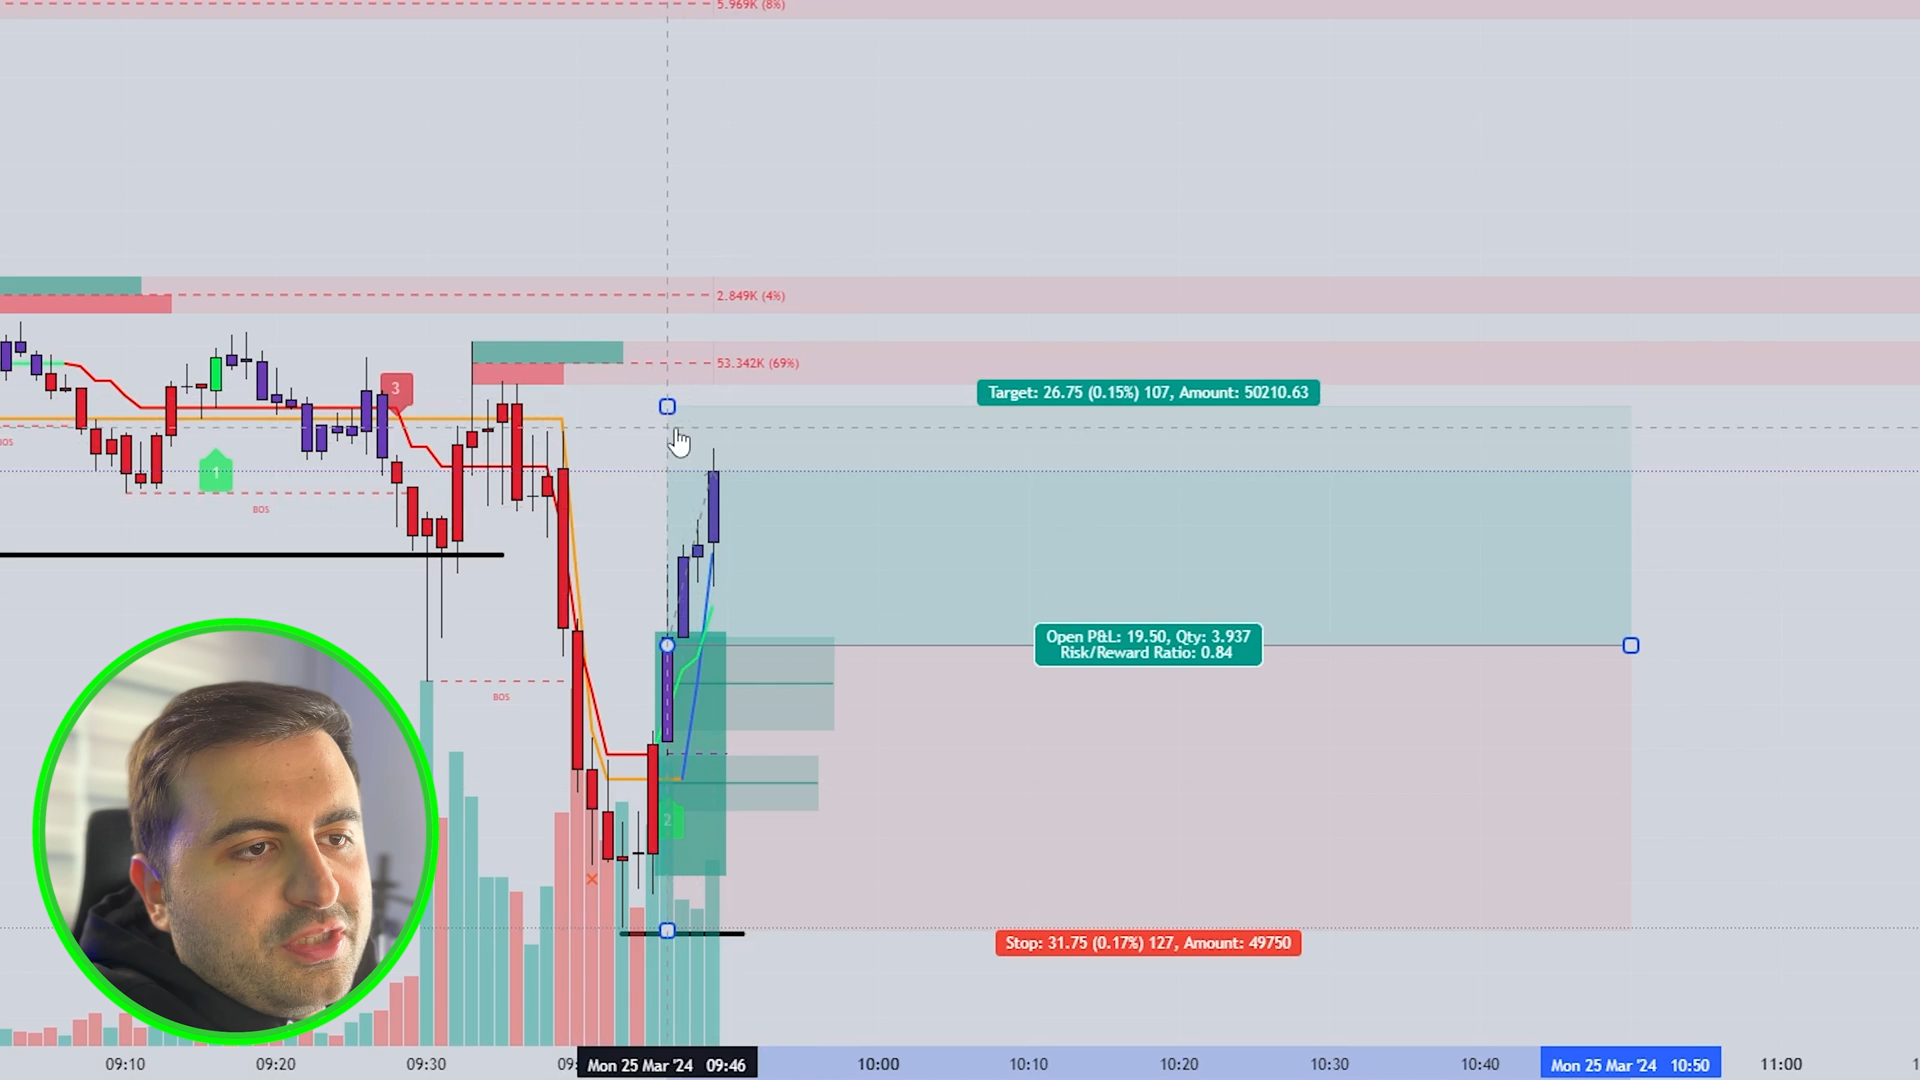 5.969K (8%)
2.849K (4%)
53.342K (69%)
3
Target: 26.75 (0.15%) 107, Amount: 50210.63
BOS
1
BOS
Open P&L: 19.50, Qty: 3.937
Risk/Reward Ratio: 0.84
BOS
2
Stop: 31.75 (0.17%) 127, Amount: 49750
09:10
09:20
09:30
Mon 25 Mar '24 09:46
10:00
10:10
10:20
10:30
10:40
Mon 25 Mar '24 10:50
11:00